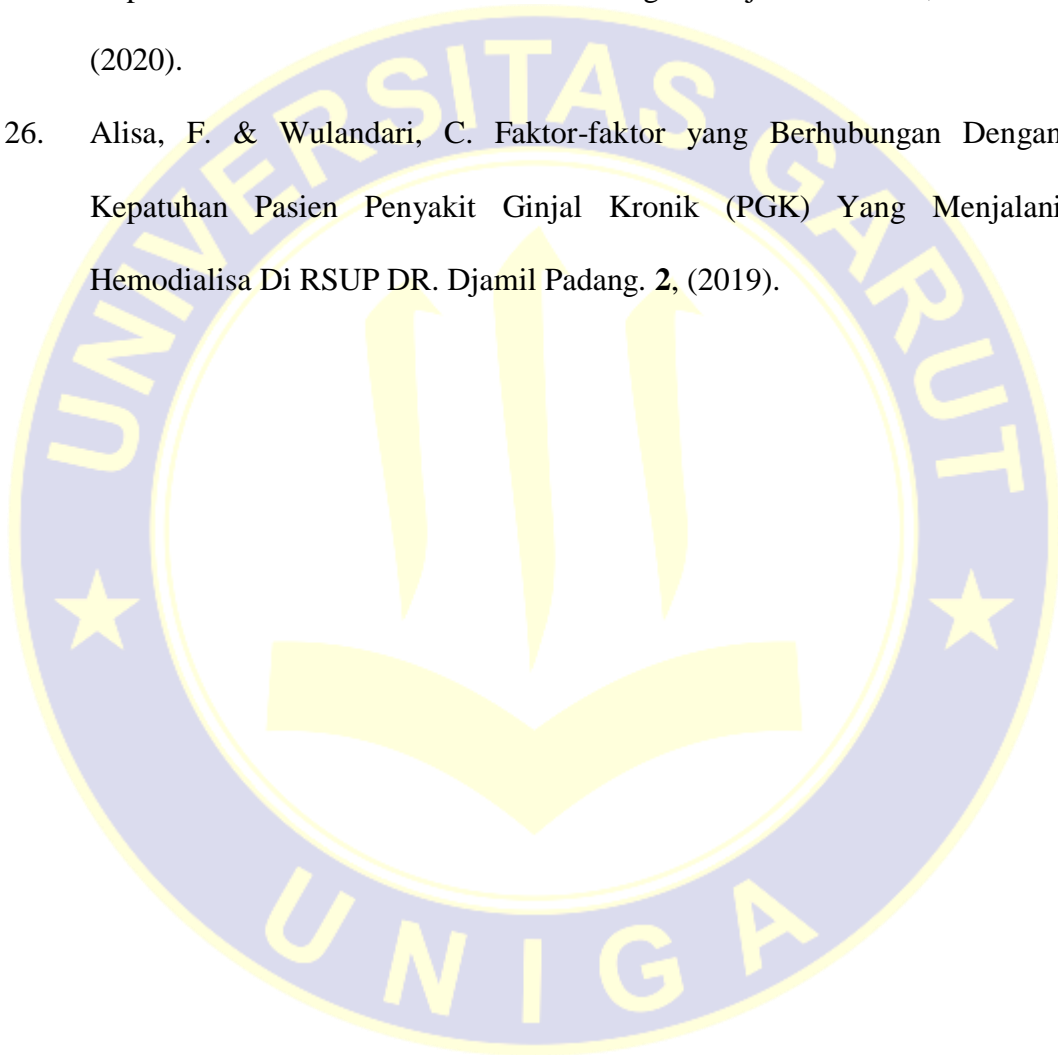 (2020).
26. Alisa, F. & Wulandari, C. Faktor-faktor yang Berhubungan Dengan
Kepatuhan Pasien Penyakit Ginjal Kronik (PGK) Yang Menjalani
Hemodialisa Di RSUP DR. Djamil Padang. 2, (2019).
UNIVERSITAS GARUT
UNIGA